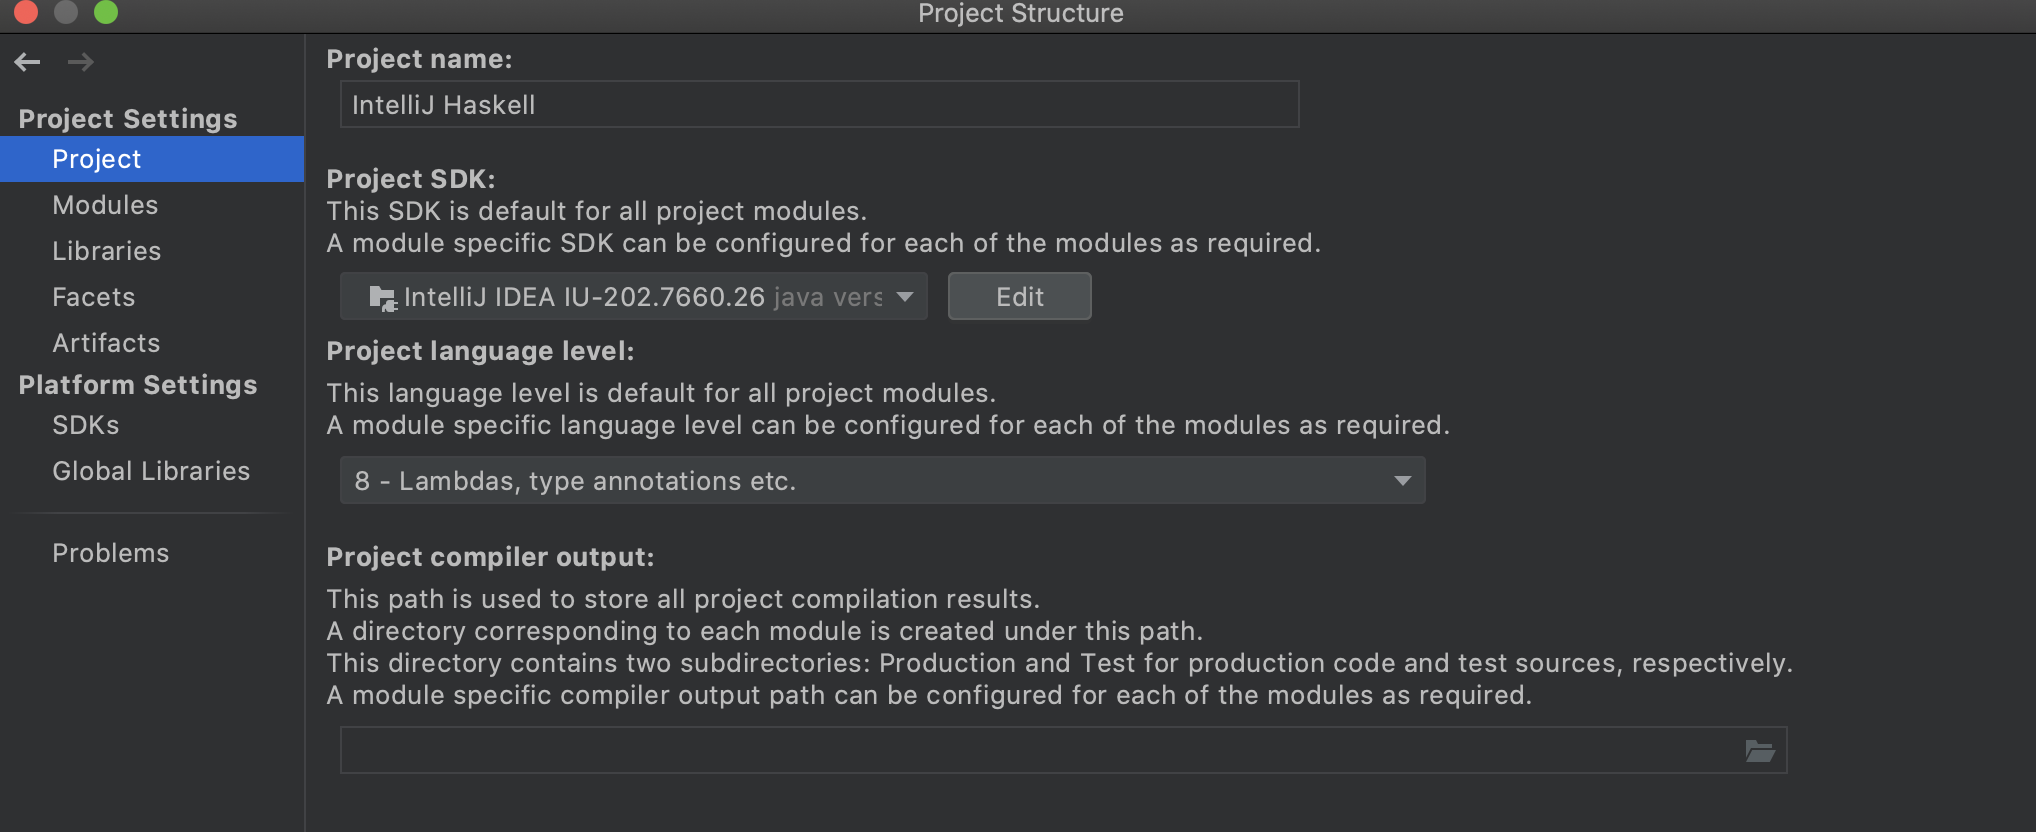 Project Structure
Project Settings
Project
Modules
Libraries
Facets
Artifacts
Platform Settings
SDKs
Global Libraries
Problems
Project name:
IntelliJ Haskell
Project SDK:
This SDK is default for all project modules.
A module specific SDK can be configured for each of the modules as required.
IntelliJ IDEA IU-202.7660.26 java vers
Edit
Project language level:
This language level is default for all project modules.
A module specific language level can be configured for each of the modules as required.
8 - Lambdas, type annotations etc.
Project compiler output:
This path is used to store all project compilation results.
A directory corresponding to each module is created under this path.
This directory contains two subdirectories: Production and Test for production code and test sources, respectively.
A module specific compiler output path can be configured for each of the modules as required.